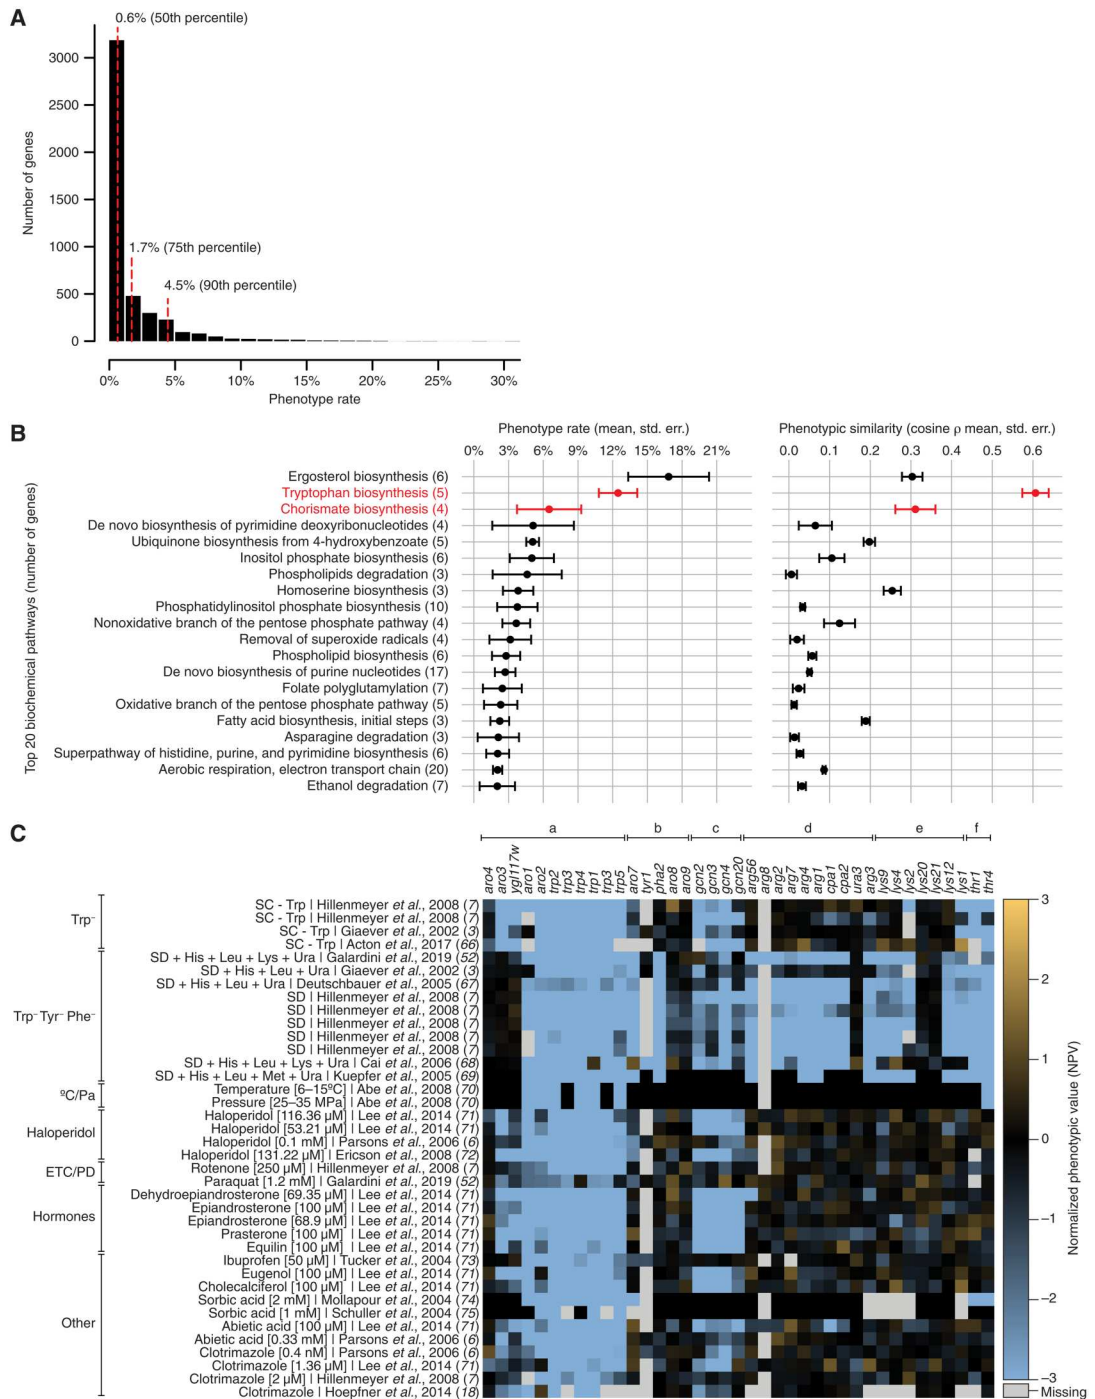 A
0.6% (50th percentile)
3000
2500
2000
1500
1000
500
0
Number of genes
1.7% (75th percentile)
4.5% (90th percentile)
0% 5% 10% 15% 20% 25% 30%
Phenotype rate
B
Phenotype rate (mean, std. err.)
0% 3% 6% 9% 12% 15% 18% 21%
Phenotypic similarity (cosine ρ mean, std. err.)
0.0 0.1 0.2 0.3 0.4 0.5 0.6
Top 20 biochemical pathways (number of genes)
Ergosterol biosynthesis (6)
Tryptophan biosynthesis (5)
Chorismate biosynthesis (4)
De novo biosynthesis of pyrimidine deoxyribonucleotides (4)
Ubiquinone biosynthesis from 4-hydroxybenzoate (5)
Inositol phosphate biosynthesis (6)
Phospholipids degradation (3)
Homoserine biosynthesis (3)
Phosphatidylinositol phosphate biosynthesis (10)
Nonoxidative branch of the pentose phosphate pathway (4)
Removal of superoxide radicals (4)
Phospholipid biosynthesis (6)
De novo biosynthesis of purine nucleotides (17)
Folate polyglutamylation (7)
Oxidative branch of the pentose phosphate pathway (5)
Fatty acid biosynthesis, initial steps (3)
Asparagine degradation (3)
Superpathway of histidine, purine, and pyrimidine biosynthesis (6)
Aerobic respiration, electron transport chain (20)
Ethanol degradation (7)
C
a b c d e f
aro4 aro3 ygl117w aro1 aro2 trp2 trp3 trp4 trp1 trp3 trp5 aro7 tyr1 pha2 aro8 aro9 gcn2 gcn3 gcn4 gcn20 arg56 arg8 arg2 arg7 arg4 arg1 cpa1 cpa2 ura3 arg3 lys9 lys4 lys2 lys20 lys21 lys12 lys1 thr1 thr4
Trp⁻
SC - Trp | Hillenmeyer et al., 2008 (7)
SC - Trp | Hillenmeyer et al., 2008 (7)
SC - Trp | Giaever et al., 2002 (3)
SC - Trp | Acton et al., 2017 (66)
Trp⁻ Tyr⁻ Phe⁻
SD + His + Leu + Lys + Ura | Galardini et al., 2019 (52)
SD + His + Leu + Ura | Giaever et al., 2002 (3)
SD + His + Leu + Ura | Deutschbauer et al., 2005 (67)
SD | Hillenmeyer et al., 2008 (7)
SD | Hillenmeyer et al., 2008 (7)
SD | Hillenmeyer et al., 2008 (7)
SD | Hillenmeyer et al., 2008 (7)
SD | Hillenmeyer et al., 2008 (7)
SD + His + Leu + Lys + Ura | Cai et al., 2006 (68)
SD + His + Leu + Met + Ura | Kuepfer et al., 2005 (69)
ºC/Pa
Temperature [6–15ºC] | Abe et al., 2008 (70)
Pressure [25–35 MPa] | Abe et al., 2008 (70)
Haloperidol
Haloperidol [116.36 µM] | Lee et al., 2014 (71)
Haloperidol [53.21 µM] | Lee et al., 2014 (71)
Haloperidol [0.1 mM] | Parsons et al., 2006 (6)
Haloperidol [131.22 µM] | Ericson et al., 2008 (72)
ETC/PD
Rotenone [250 µM] | Hillenmeyer et al., 2008 (7)
Paraquat [1.2 mM] | Galardini et al., 2019 (52)
Hormones
Dehydroepiandrosterone [69.35 µM] | Lee et al., 2014 (71)
Epiandrosterone [100 µM] | Lee et al., 2014 (71)
Epiandrosterone [68.9 µM] | Lee et al., 2014 (71)
Prasterone [100 µM] | Lee et al., 2014 (71)
Equilin [100 µM] | Lee et al., 2014 (71)
Other
Ibuprofen [50 µM] | Tucker et al., 2004 (73)
Eugenol [100 µM] | Lee et al., 2014 (71)
Cholecalciferol [100 µM] | Lee et al., 2014 (71)
Sorbic acid [2 mM] | Mollapour et al., 2004 (74)
Sorbic acid [1 mM] | Schuller et al., 2004 (75)
Abietic acid [100 µM] | Lee et al., 2014 (71)
Abietic acid [0.33 mM] | Parsons et al., 2006 (6)
Clotrimazole [0.4 nM] | Parsons et al., 2006 (6)
Clotrimazole [1.36 µM] | Lee et al., 2014 (71)
Clotrimazole [2 µM] | Hillenmeyer et al., 2008 (7)
Clotrimazole | Hoepfner et al., 2014 (18)
3
2
1
0
−1
−2
−3
Normalized phenotypic value (NPV)
Missing